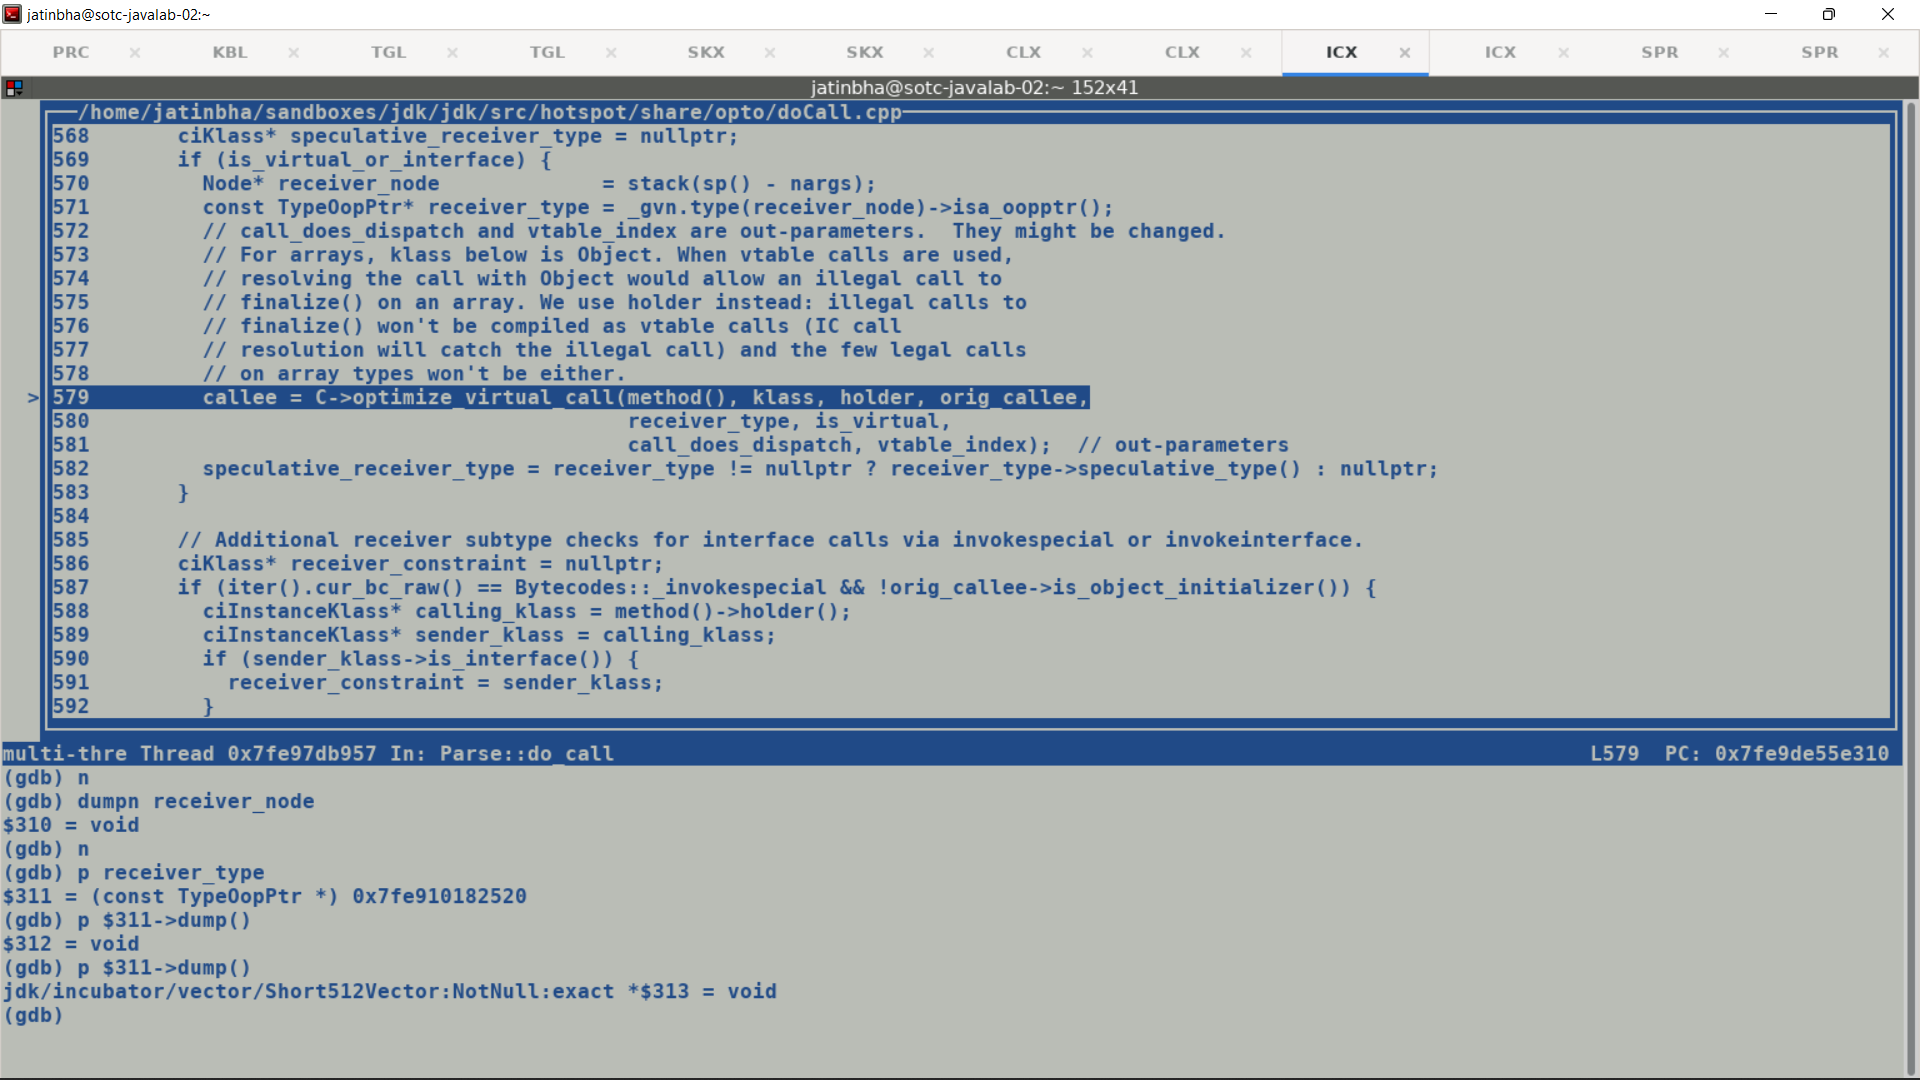 jatinbha@sotc-javalab-02:~
PRC × KBL × TGL × TGL × SKX × SKX × CLX × CLX × ICX × ICX × SPR × SPR ×
jatinbha@sotc-javalab-02:~ 152x41
/home/jatinbha/sandboxes/jdk/jdk/src/hotspot/share/opto/doCall.cpp
568       ciKlass* speculative_receiver_type = nullptr;
569       if (is_virtual_or_interface) {
570         Node* receiver_node             = stack(sp() - nargs);
571         const TypeOopPtr* receiver_type = _gvn.type(receiver_node)->isa_oopptr();
572         // call_does_dispatch and vtable_index are out-parameters.  They might be changed.
573         // For arrays, klass below is Object. When vtable calls are used,
574         // resolving the call with Object would allow an illegal call to
575         // finalize() on an array. We use holder instead: illegal calls to
576         // finalize() won't be compiled as vtable calls (IC call
577         // resolution will catch the illegal call) and the few legal calls
578         // on array types won't be either.
> 579         callee = C->optimize_virtual_call(method(), klass, holder, orig_callee,
580                                           receiver_type, is_virtual,
581                                           call_does_dispatch, vtable_index);  // out-parameters
582         speculative_receiver_type = receiver_type != nullptr ? receiver_type->speculative_type() : nullptr;
583       }
584
585       // Additional receiver subtype checks for interface calls via invokespecial or invokeinterface.
586       ciKlass* receiver_constraint = nullptr;
587       if (iter().cur_bc_raw() == Bytecodes::_invokespecial && !orig_callee->is_object_initializer()) {
588         ciInstanceKlass* calling_klass = method()->holder();
589         ciInstanceKlass* sender_klass = calling_klass;
590         if (sender_klass->is_interface()) {
591           receiver_constraint = sender_klass;
592         }
multi-thre Thread 0x7fe97db957 In: Parse::do_call L579 PC: 0x7fe9de55e310
(gdb) n
(gdb) dumpn receiver_node
$310 = void
(gdb) n
(gdb) p receiver_type
$311 = (const TypeOopPtr *) 0x7fe910182520
(gdb) p $311->dump()
$312 = void
(gdb) p $311->dump()
jdk/incubator/vector/Short512Vector:NotNull:exact *$313 = void
(gdb)